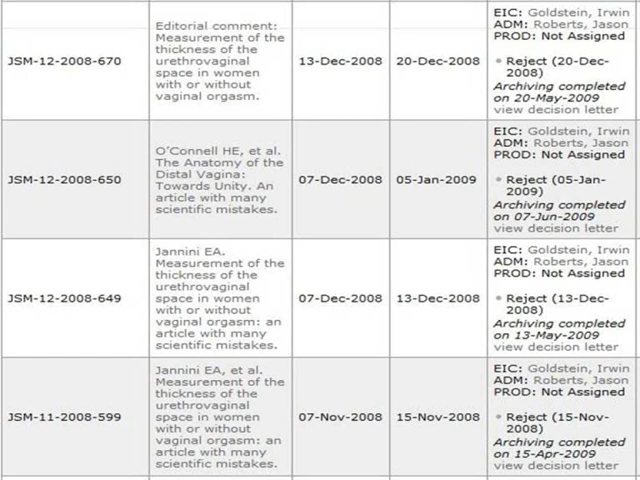 JSM-12-2008-670
Editorial comment:
Measurement of the
thickness of the
urethrovaginal
space in women
with or without
vaginal orgasm.
13-Dec-2008
20-Dec-2008
EIC: Goldstein, Irwin
ADM: Roberts, Jason
PROD: Not Assigned
• Reject (20-Dec-
2008)
Archiving completed
on 20-May-2009
view decision letter
JSM-12-2008-650
O'Connell HE, et al.
The Anatomy of the
Distal Vagina:
Towards Unity. An
article with many
scientific mistakes.
07-Dec-2008
05-Jan-2009
EIC: Goldstein, Irwin
ADM: Roberts, Jason
PROD: Not Assigned
• Reject (05-Jan-
2009)
Archiving completed
on 07-Jun-2009
view decision letter
JSM-12-2008-649
Jannini EA.
Measurement of the
thickness of the
urethrovaginal
space in women
with or without
vaginal orgasm: an
article with many
scientific mistakes.
07-Dec-2008
13-Dec-2008
EIC: Goldstein, Irwin
ADM: Roberts, Jason
PROD: Not Assigned
• Reject (13-Dec-
2008)
Archiving completed
on 13-May-2009
view decision letter
JSM-11-2008-599
Jannini EA, et al.
Measurement of the
thickness of the
urethrovaginal
space in women
with or without
vaginal orgasm: an
article with many
scientific mistakes.
07-Nov-2008
15-Nov-2008
EIC: Goldstein, Irwin
ADM: Roberts, Jason
PROD: Not Assigned
• Reject (15-Nov-
2008)
Archiving completed
on 15-Apr-2009
view decision letter